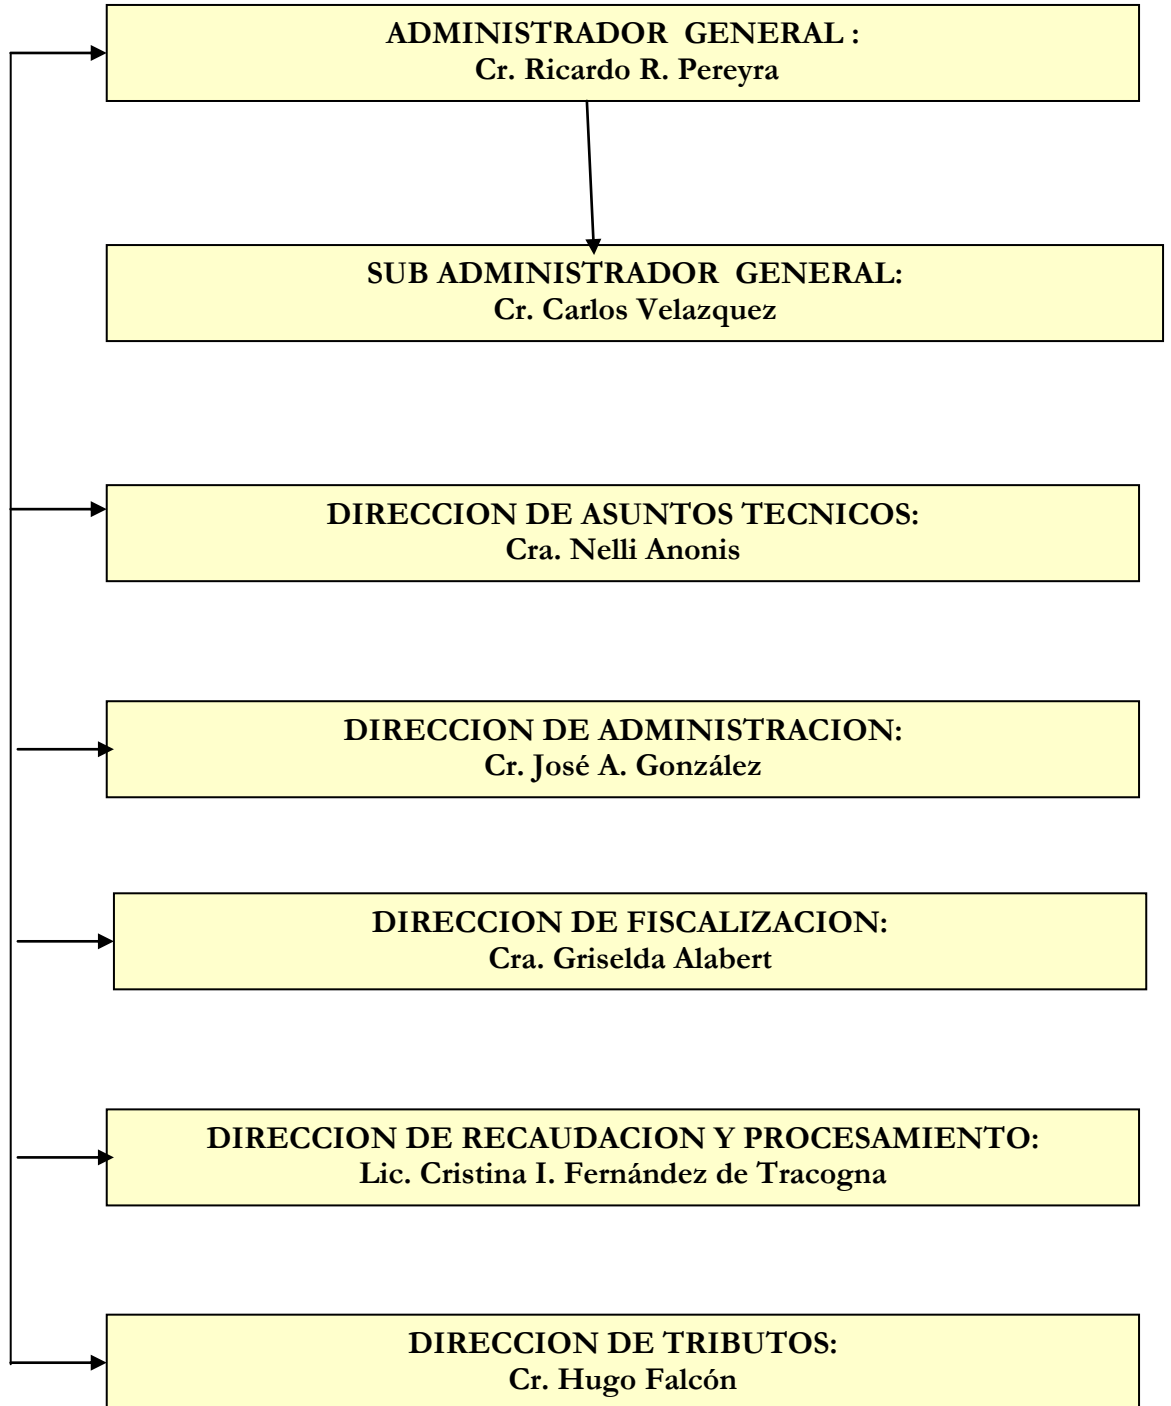 ADMINISTRADOR GENERAL :
Cr. Ricardo R. Pereyra
SUB ADMINISTRADOR GENERAL:
Cr. Carlos Velazquez
DIRECCION DE ASUNTOS TECNICOS:
Cra. Nelli Anonis
DIRECCION DE ADMINISTRACION:
Cr. José A. González
DIRECCION DE FISCALIZACION:
Cra. Griselda Alabert
DIRECCION DE RECAUDACION Y PROCESAMIENTO:
Lic. Cristina I. Fernández de Tracogna
DIRECCION DE TRIBUTOS:
Cr. Hugo Falcón